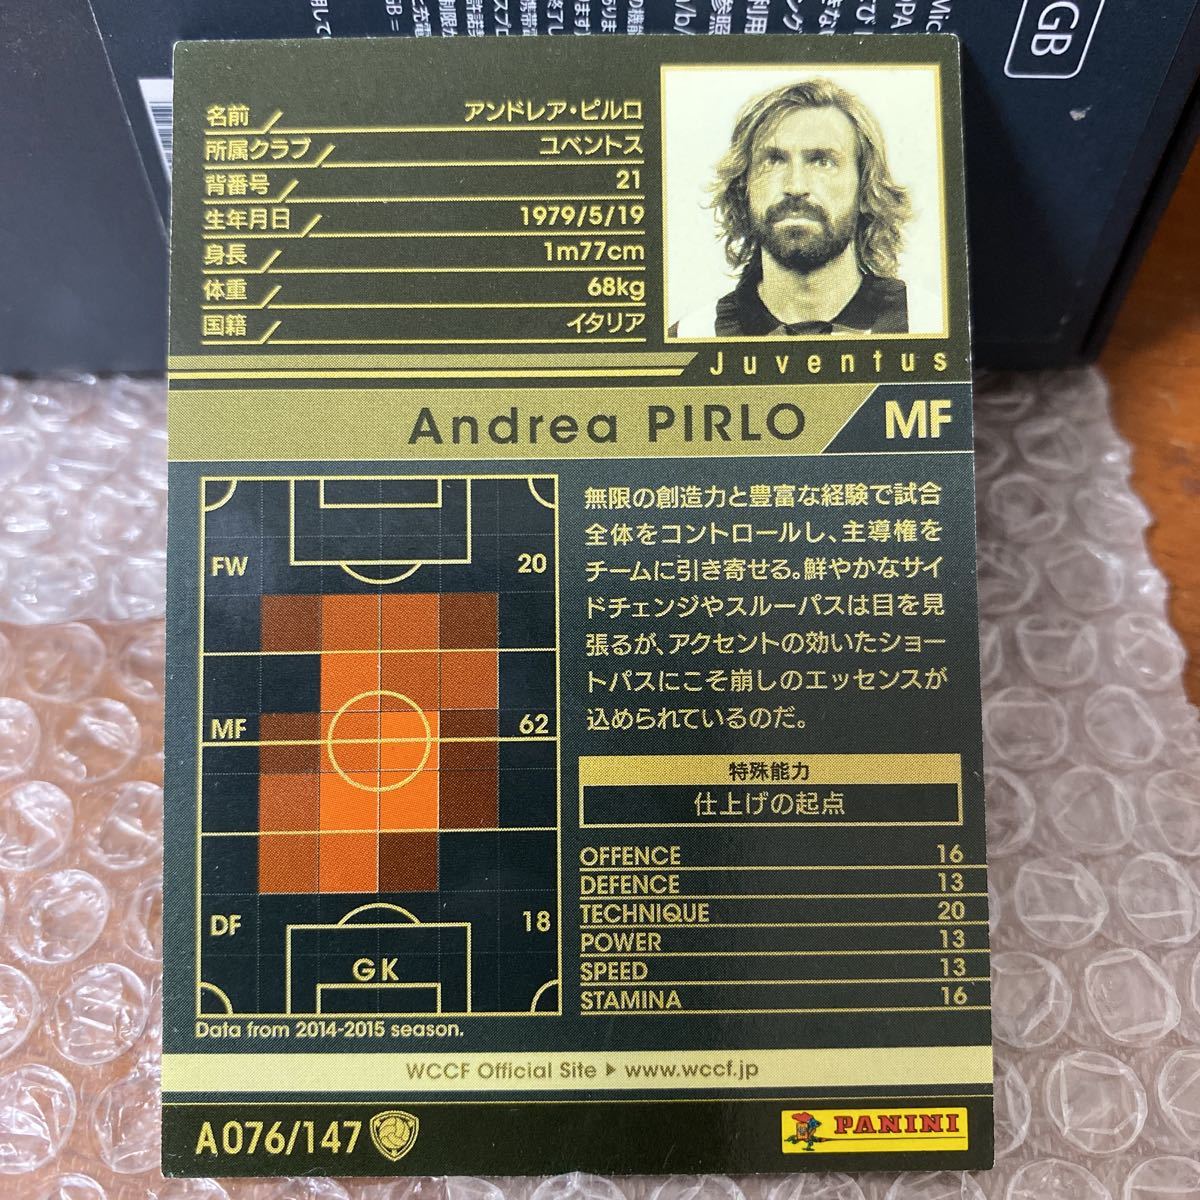 名前 アンドレア・ピルロ
所属クラブ ユベントス
背番号 21
生年月日 1979/5/19
身長 1m77cm
体重 68kg
国籍 イタリア
Juventus
Andrea PIRLO MF
FW 20
MF 62
DF 18
GK
Data from 2014-2015 season.
無限の創造力と豊富な経験で試合
全体をコントロールし、主導権を
チームに引き寄せる。鮮やかなサイ
ドチェンジやスルーパスは目を見
張るが、アクセントの効いたショー
トパスにこそ崩しのエッセンスが
込められているのだ。
特殊能力
仕上げの起点
OFFENCE 16
DEFENCE 13
TECHNIQUE 20
POWER 13
SPEED 13
STAMINA 16
WCCF Official Site ▶ www.wccf.jp
A076/147
PANINI
GB